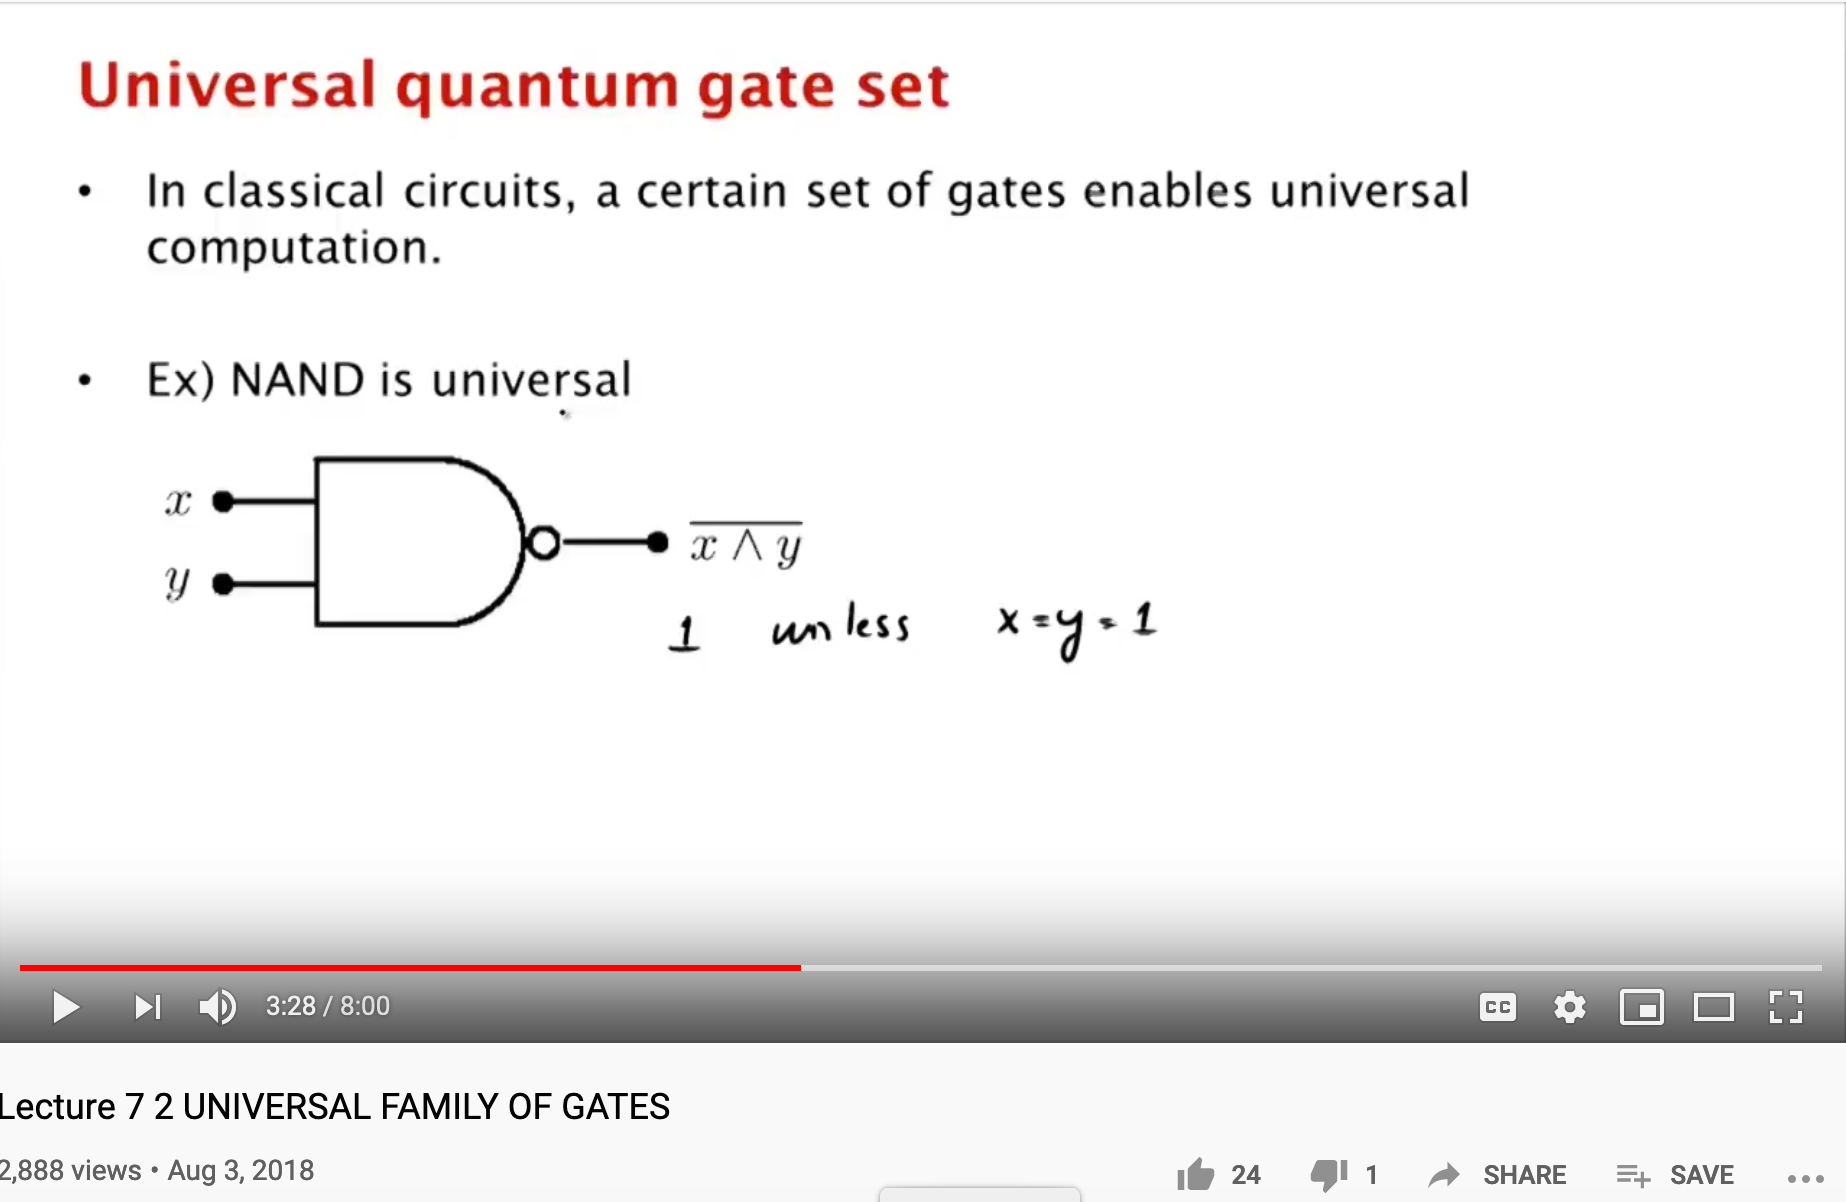 Universal quantum gate set
• In classical circuits, a certain set of gates enables universal
computation.
• Ex) NAND is universal
x
y
\overline{x ∧ y}
1 unless x = y = 1
3:28 / 8:00
CC
Lecture 7 2 UNIVERSAL FAMILY OF GATES
2,888 views • Aug 3, 2018
24 1 SHARE SAVE